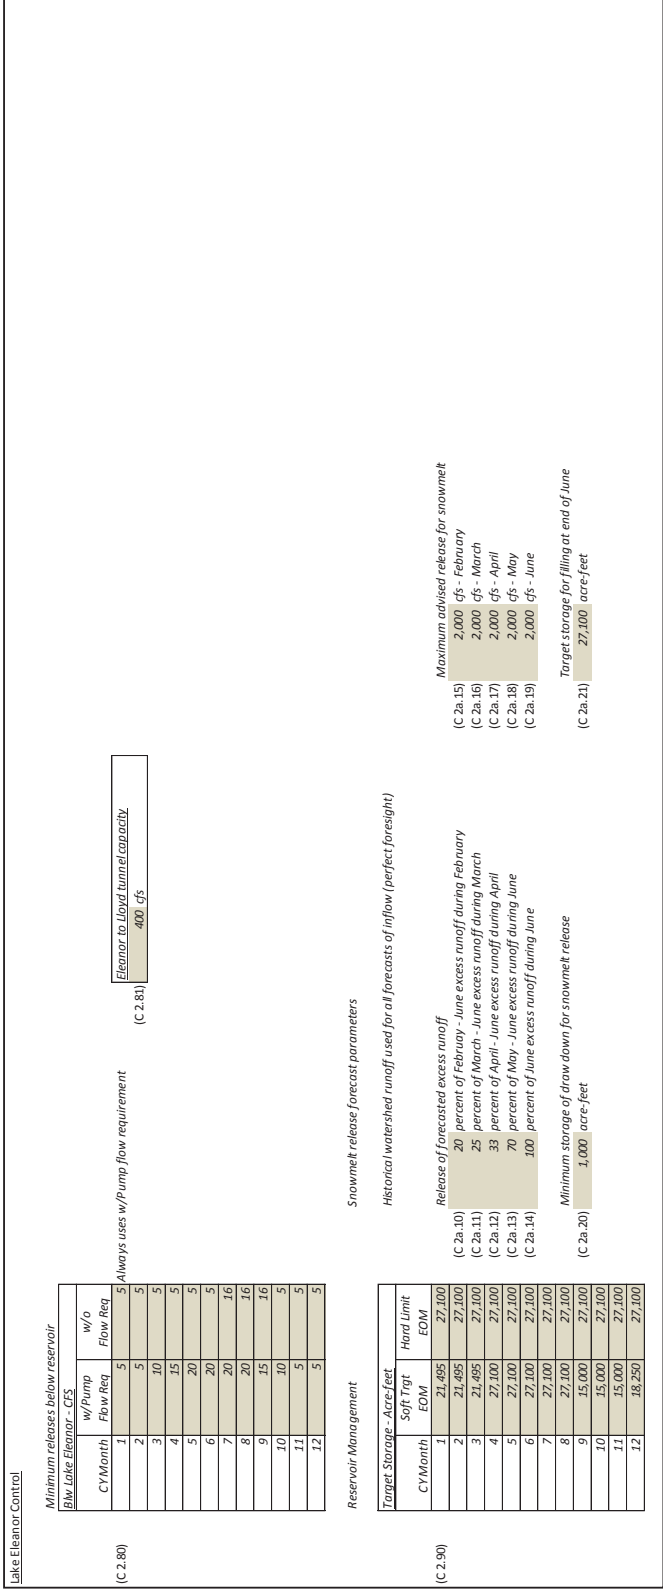 Lake Eleanor Control
Minimum releases below reservoir
Blw Lake Eleanor - CFS
w/Pump w/o
CYMonth Flow Req Flow Req
(C 2.80) 1 5 5 Always uses w/Pump flow requirement
2 5 5
3 10 5
4 15 5
5 20 5
6 20 5
7 20 16
8 20 16
9 15 16
10 10 5
11 5 5
12 5 5
Eleanor to Lloyd tunnel capacity
(C 2.81) 400 cfs
Reservoir Management
Target Storage - Acre-feet
Soft Trgt Hard Limit
CYMonth EOM EOM
(C 2.90) 1 21,495 27,100
2 21,495 27,100
3 21,495 27,100
4 27,100 27,100
5 27,100 27,100
6 27,100 27,100
7 27,100 27,100
8 27,100 27,100
9 15,000 27,100
10 15,000 27,100
11 15,000 27,100
12 18,250 27,100
Snowmelt release forecast parameters
Historical watershed runoff used for all forecasts of inflow (perfect foresight)
Release of forecasted excess runoff
(C 2a.10) 20 percent of February - June excess runoff during February
(C 2a.11) 25 percent of March - June excess runoff during March
(C 2a.12) 33 percent of April - June excess runoff during April
(C 2a.13) 70 percent of May - June excess runoff during June
(C 2a.14) 100 percent of June excess runoff during June
Minimum storage of draw down for snowmelt release
(C 2a.20) 1,000 acre-feet
Maximum advised release for snowmelt
(C 2a.15) 2,000 cfs - February
(C 2a.16) 2,000 cfs - March
(C 2a.17) 2,000 cfs - April
(C 2a.18) 2,000 cfs - May
(C 2a.19) 2,000 cfs - June
Target storage for filling at end of June
(C 2a.21) 27,100 acre-feet